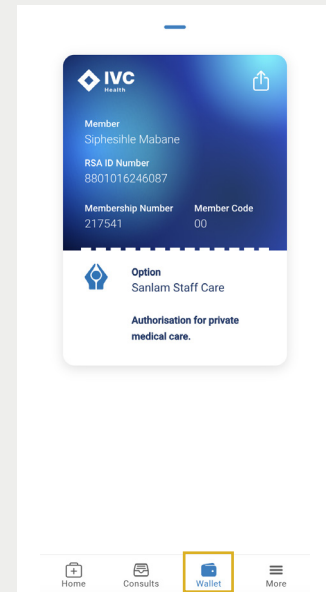 IVC
Health
Member
Siphesihle Mabane
RSA ID Number
8801016246087
Membership Number Member Code
217541 00
Option
Sanlam Staff Care
Authorisation for private
medical care.
Home Consults Wallet More